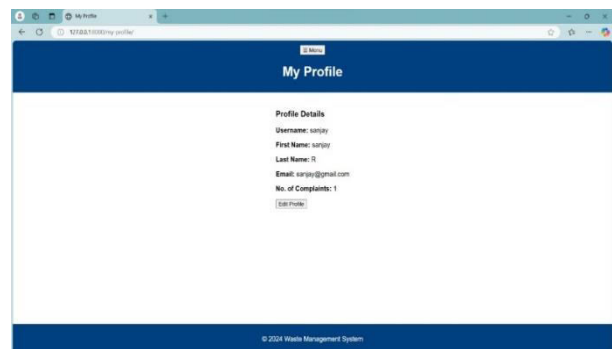 My Profile
127.0.0.1:8000/my-profile/
☰ Menu
My Profile
Profile Details
Username: sanjay
First Name: sanjay
Last Name: R
Email: sanjay@gmail.com
No. of Complaints: 1
Edit Profile
© 2024 Waste Management System